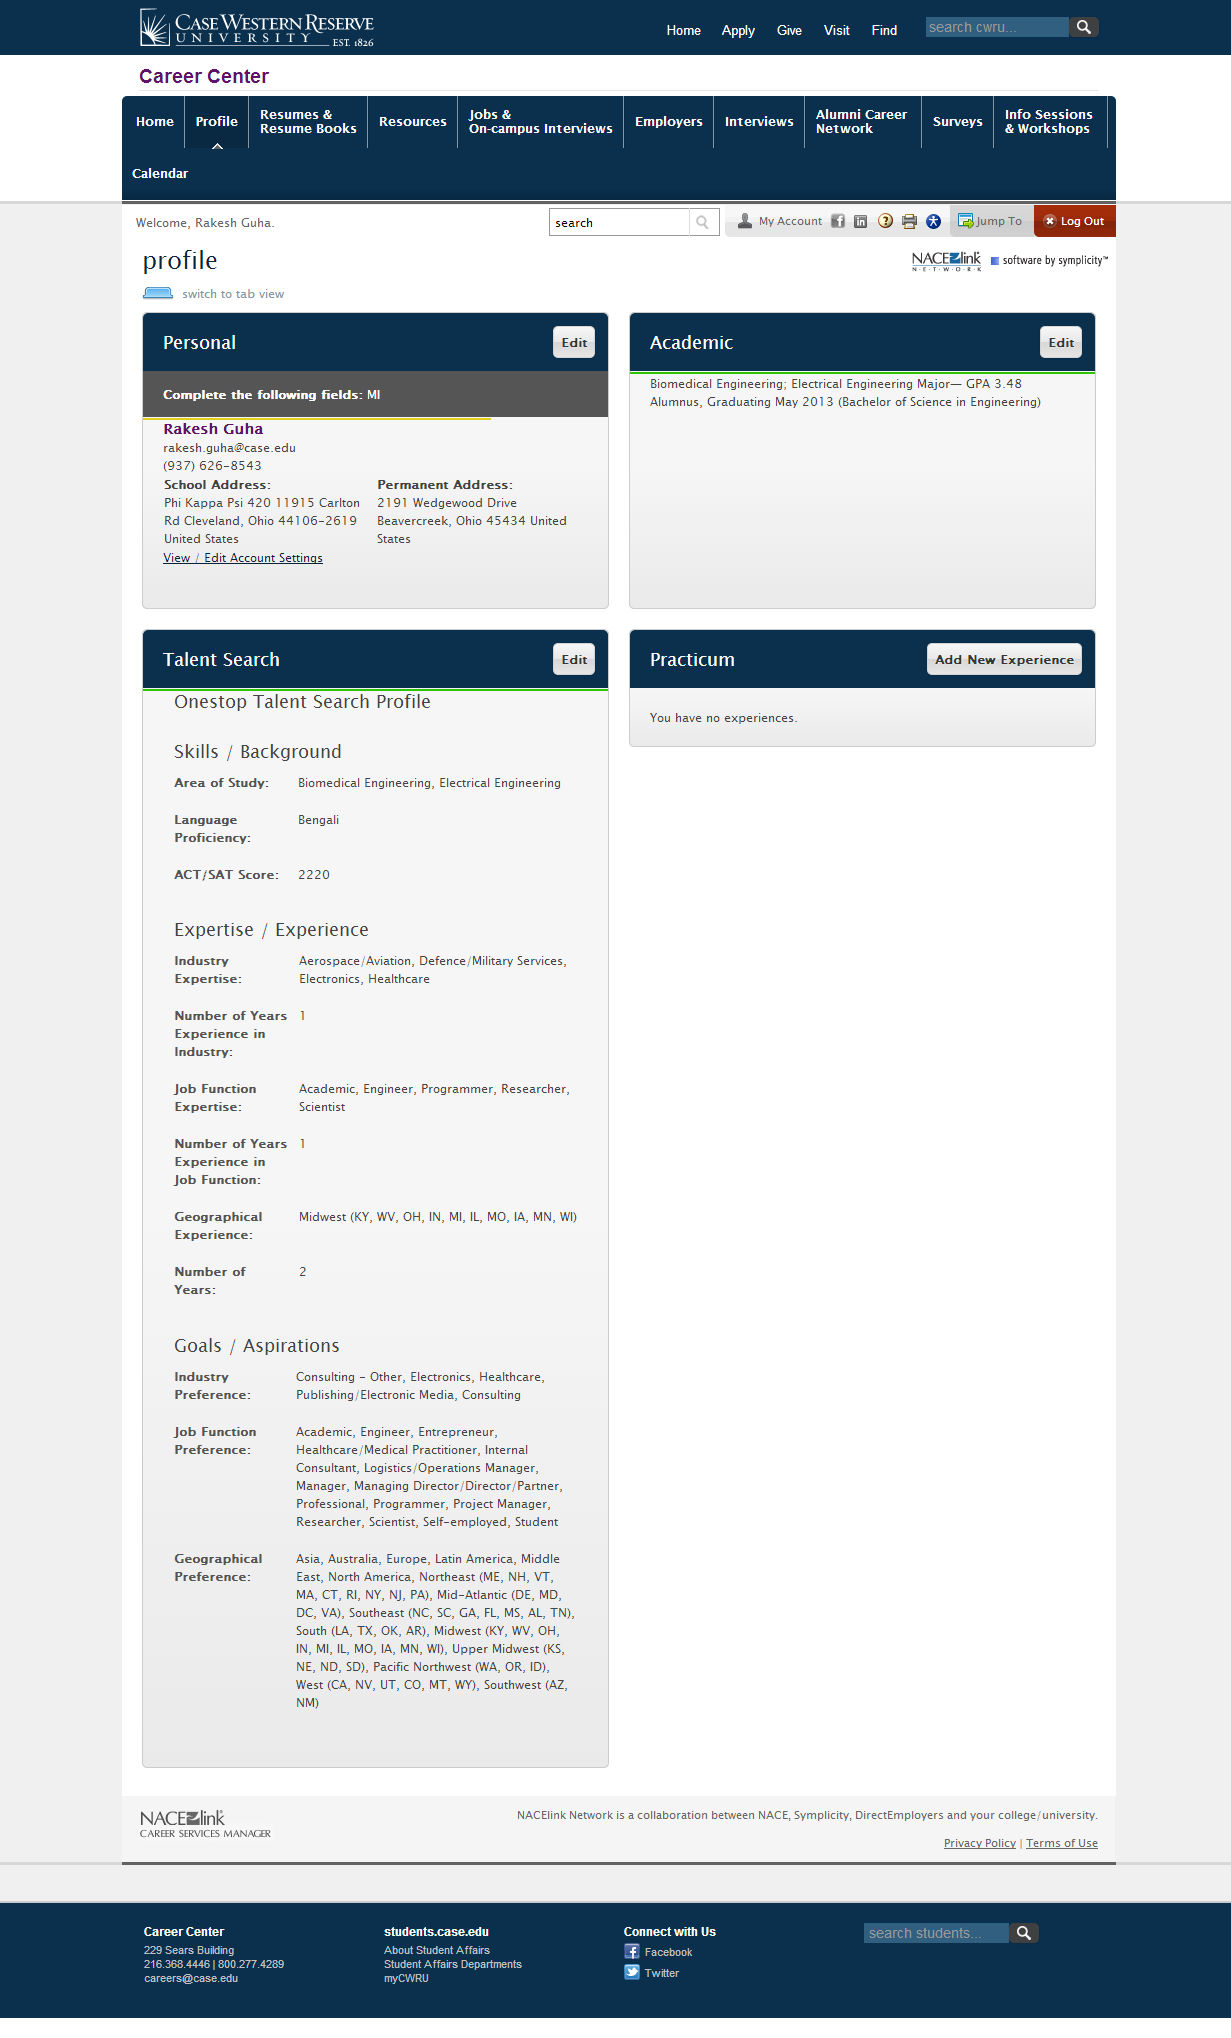 CASE WESTERN RESERVE
UNIVERSITY EST. 1826
Home Apply Give Visit Find
search cwru...
Career Center
Home
Profile
Resumes &
Resume Books
Resources
Jobs &
On-campus Interviews
Employers
Interviews
Alumni Career
Network
Surveys
Info Sessions
& Workshops
Calendar
Welcome, Rakesh Guha.
search
My Account
Jump To
Log Out
profile
NACElink
NETWORK
software by symplicity™
switch to tab view
Personal
Edit
Complete the following fields: MI
Rakesh Guha
rakesh.guha@case.edu
(937) 626-8543
School Address:
Phi Kappa Psi 420 11915 Carlton
Rd Cleveland, Ohio 44106-2619
United States
Permanent Address:
2191 Wedgewood Drive
Beavercreek, Ohio 45434 United
States
View / Edit Account Settings
Academic
Edit
Biomedical Engineering; Electrical Engineering Major— GPA 3.48
Alumnus, Graduating May 2013 (Bachelor of Science in Engineering)
Talent Search
Edit
Onestop Talent Search Profile
Skills / Background
Area of Study: Biomedical Engineering, Electrical Engineering
Language
Proficiency:
Bengali
ACT/SAT Score: 2220
Expertise / Experience
Industry
Expertise:
Aerospace/Aviation, Defence/Military Services,
Electronics, Healthcare
Number of Years
Experience in
Industry:
1
Job Function
Expertise:
Academic, Engineer, Programmer, Researcher,
Scientist
Number of Years
Experience in
Job Function:
1
Geographical
Experience:
Midwest (KY, WV, OH, IN, MI, IL, MO, IA, MN, WI)
Number of
Years:
2
Goals / Aspirations
Industry
Preference:
Consulting - Other, Electronics, Healthcare,
Publishing/Electronic Media, Consulting
Job Function
Preference:
Academic, Engineer, Entrepreneur,
Healthcare/Medical Practitioner, Internal
Consultant, Logistics/Operations Manager,
Manager, Managing Director/Director/Partner,
Professional, Programmer, Project Manager,
Researcher, Scientist, Self-employed, Student
Geographical
Preference:
Asia, Australia, Europe, Latin America, Middle
East, North America, Northeast (ME, NH, VT,
MA, CT, RI, NY, NJ, PA), Mid-Atlantic (DE, MD,
DC, VA), Southeast (NC, SC, GA, FL, MS, AL, TN),
South (LA, TX, OK, AR), Midwest (KY, WV, OH,
IN, MI, IL, MO, IA, MN, WI), Upper Midwest (KS,
NE, ND, SD), Pacific Northwest (WA, OR, ID),
West (CA, NV, UT, CO, MT, WY), Southwest (AZ,
NM)
Practicum
Add New Experience
You have no experiences.
NACElink
CAREER SERVICES MANAGER
NACElink Network is a collaboration between NACE, Symplicity, DirectEmployers and your college/university.
Privacy Policy | Terms of Use
Career Center
229 Sears Building
216.368.4446 | 800.277.4289
careers@case.edu
students.case.edu
About Student Affairs
Student Affairs Departments
myCWRU
Connect with Us
Facebook
Twitter
search students...